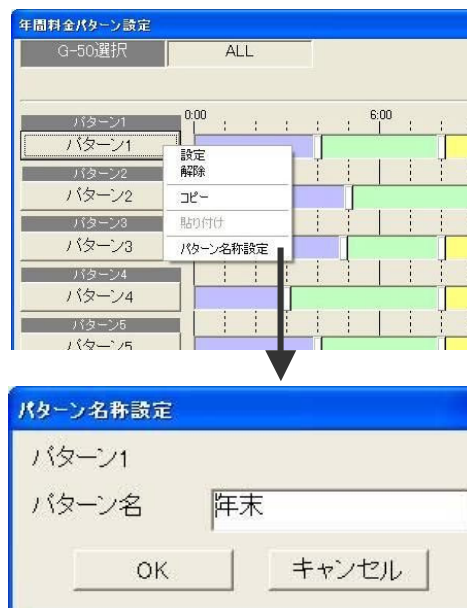 年間料金パターン設定
G-50選択 ALL
0:00 6:00
パターン1
パターン1
設定
解除
コピー
貼り付け
パターン名称設定
パターン2
パターン2
パターン3
パターン3
パターン4
パターン4
パターン5
パターン5
パターン名称設定
パターン1
パターン名 年末
OK キャンセル